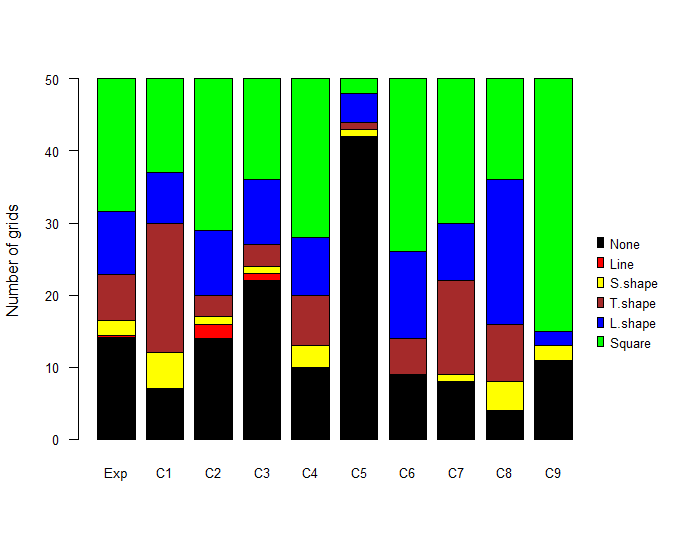 Number of grids
50
40
30
20
10
0
Exp C1 C2 C3 C4 C5 C6 C7 C8 C9
None
Line
S.shape
T.shape
L.shape
Square